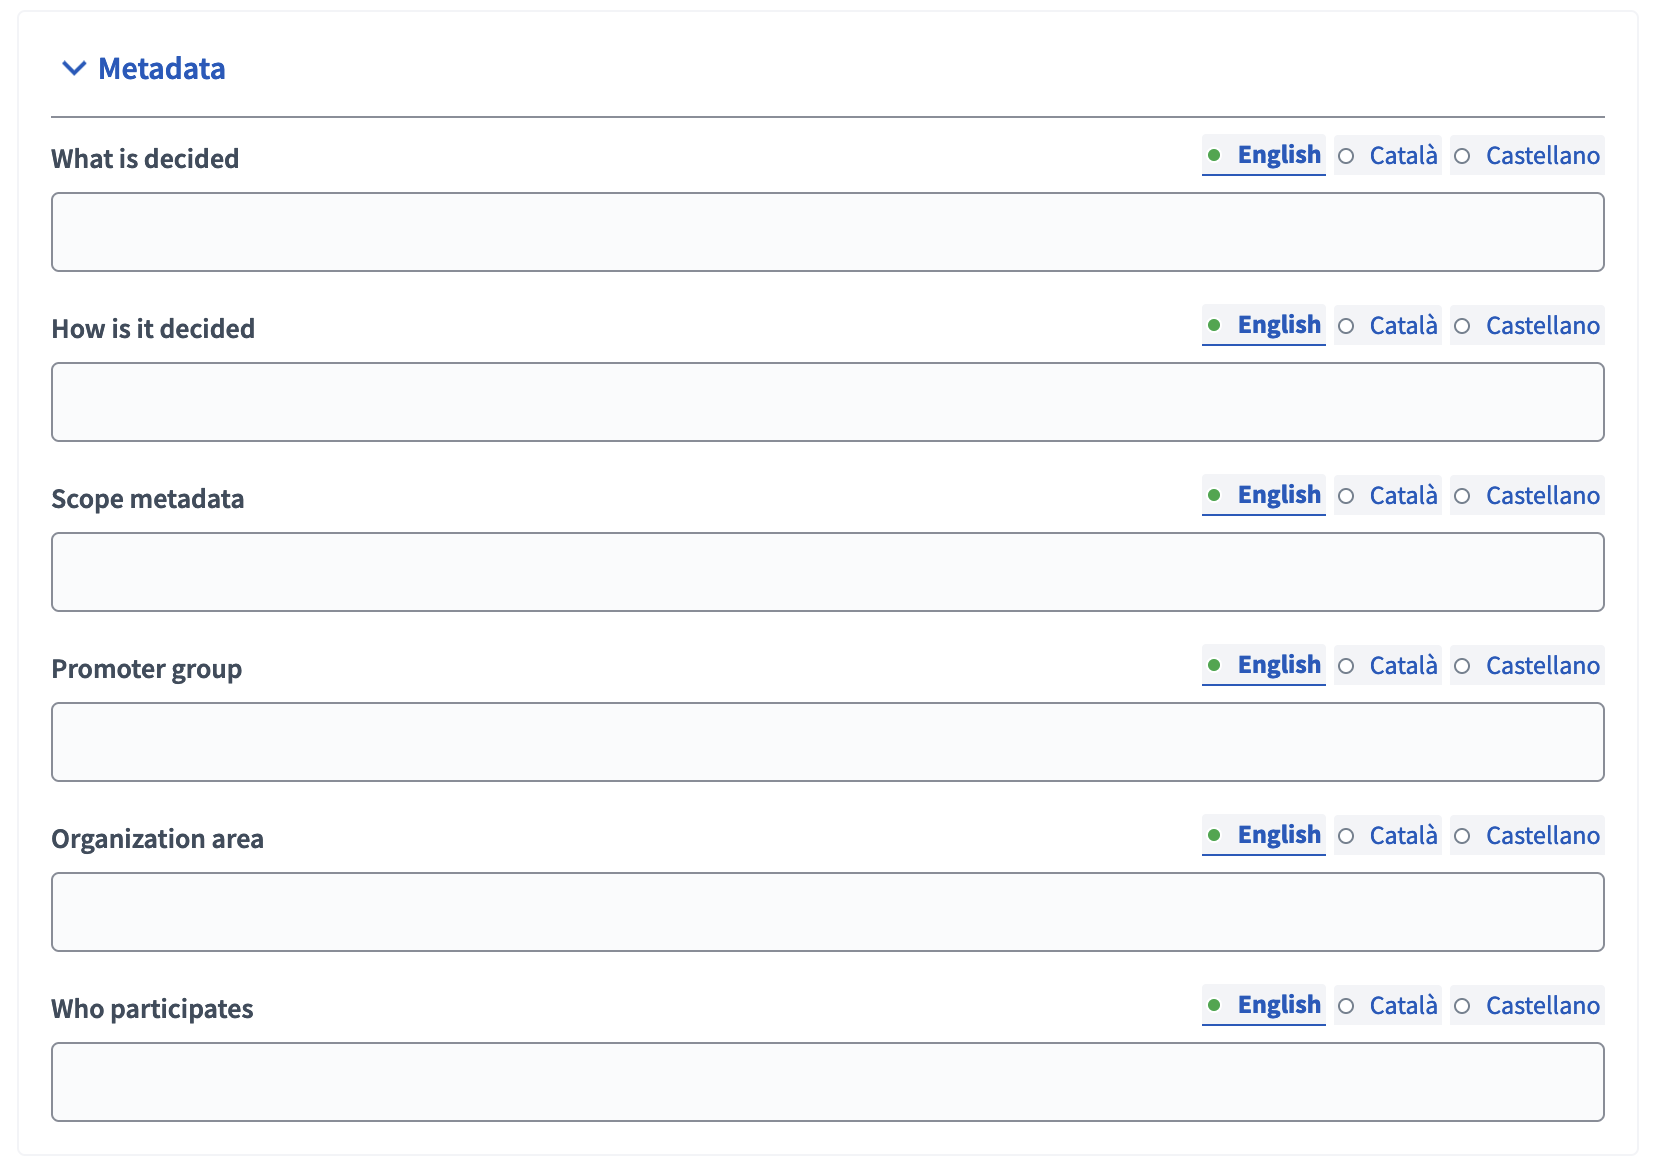 Metadata
What is decided English Català Castellano
How is it decided English Català Castellano
Scope metadata English Català Castellano
Promoter group English Català Castellano
Organization area English Català Castellano
Who participates English Català Castellano